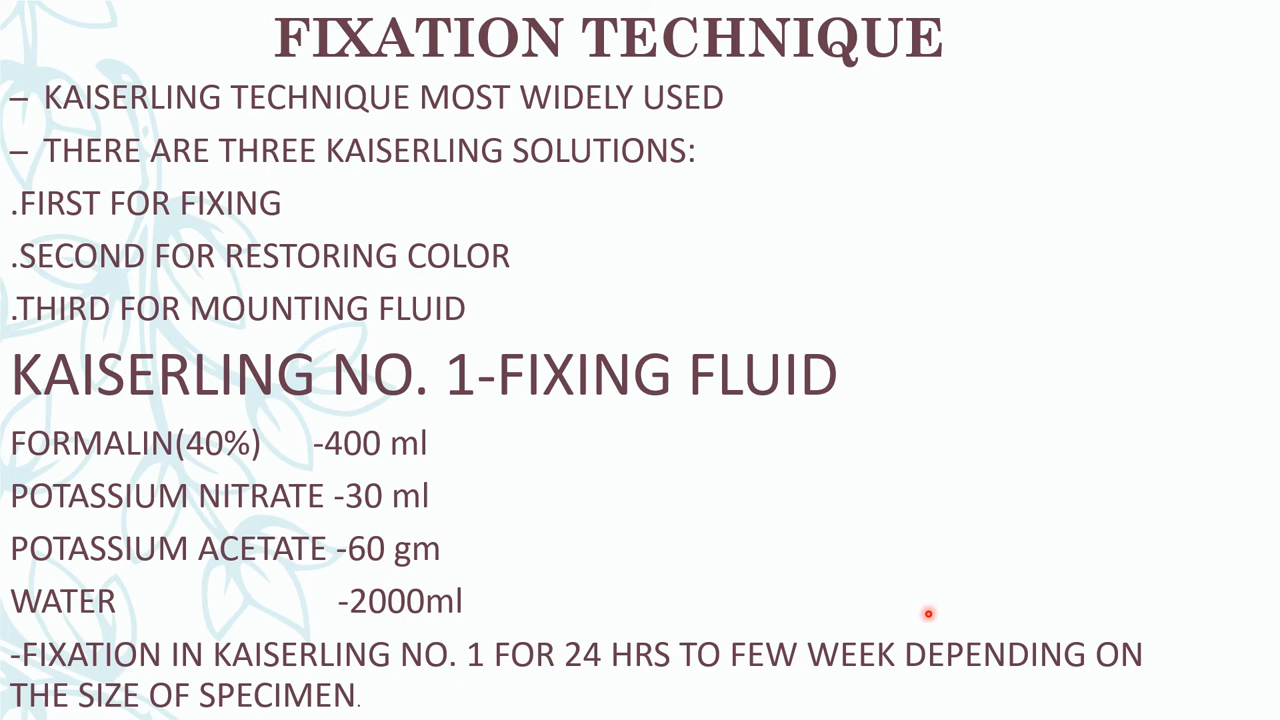 FIXATION TECHNIQUE
– KAISERLING TECHNIQUE MOST WIDELY USED
– THERE ARE THREE KAISERLING SOLUTIONS:
.FIRST FOR FIXING
.SECOND FOR RESTORING COLOR
.THIRD FOR MOUNTING FLUID
KAISERLING NO. 1-FIXING FLUID
FORMALIN(40%) -400 ml
POTASSIUM NITRATE -30 ml
POTASSIUM ACETATE -60 gm
WATER -2000ml
-FIXATION IN KAISERLING NO. 1 FOR 24 HRS TO FEW WEEK DEPENDING ON
THE SIZE OF SPECIMEN.